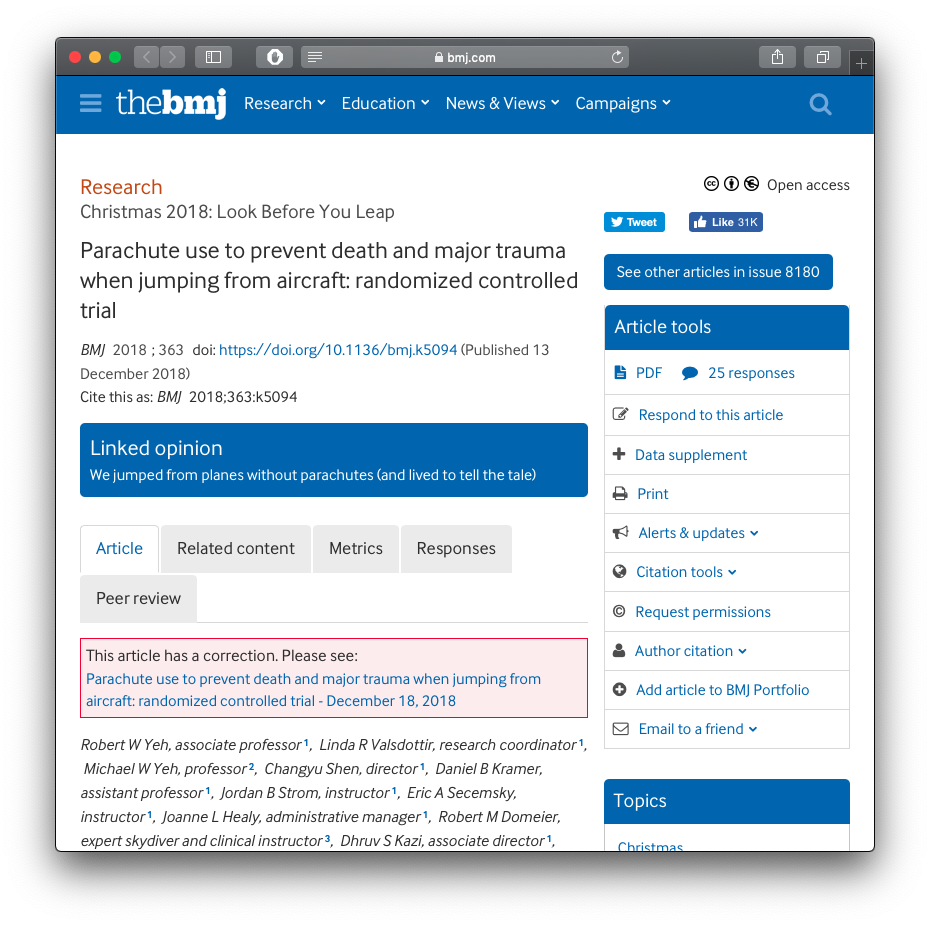 bmj.com
thebmj Research Education News & Views Campaigns
Research
Christmas 2018: Look Before You Leap
Parachute use to prevent death and major trauma
when jumping from aircraft: randomized controlled
trial
BMJ 2018 ; 363 doi: https://doi.org/10.1136/bmj.k5094 (Published 13
December 2018)
Cite this as: BMJ 2018;363:k5094
Linked opinion
We jumped from planes without parachutes (and lived to tell the tale)
Article Related content Metrics Responses
Peer review
This article has a correction. Please see:
Parachute use to prevent death and major trauma when jumping from
aircraft: randomized controlled trial - December 18, 2018
Robert W Yeh, associate professor 1, Linda R Valsdottir, research coordinator 1,
Michael W Yeh, professor 2, Changyu Shen, director 1, Daniel B Kramer,
assistant professor 1, Jordan B Strom, instructor 1, Eric A Secemsky,
instructor 1, Joanne L Healy, administrative manager 1, Robert M Domeier,
expert skydiver and clinical instructor 3, Dhruv S Kazi, associate director 1,
cc Open access
Tweet Like 31K
See other articles in issue 8180
Article tools
PDF 25 responses
Respond to this article
Data supplement
Print
Alerts & updates
Citation tools
© Request permissions
Author citation
Add article to BMJ Portfolio
Email to a friend
Topics
Christmas